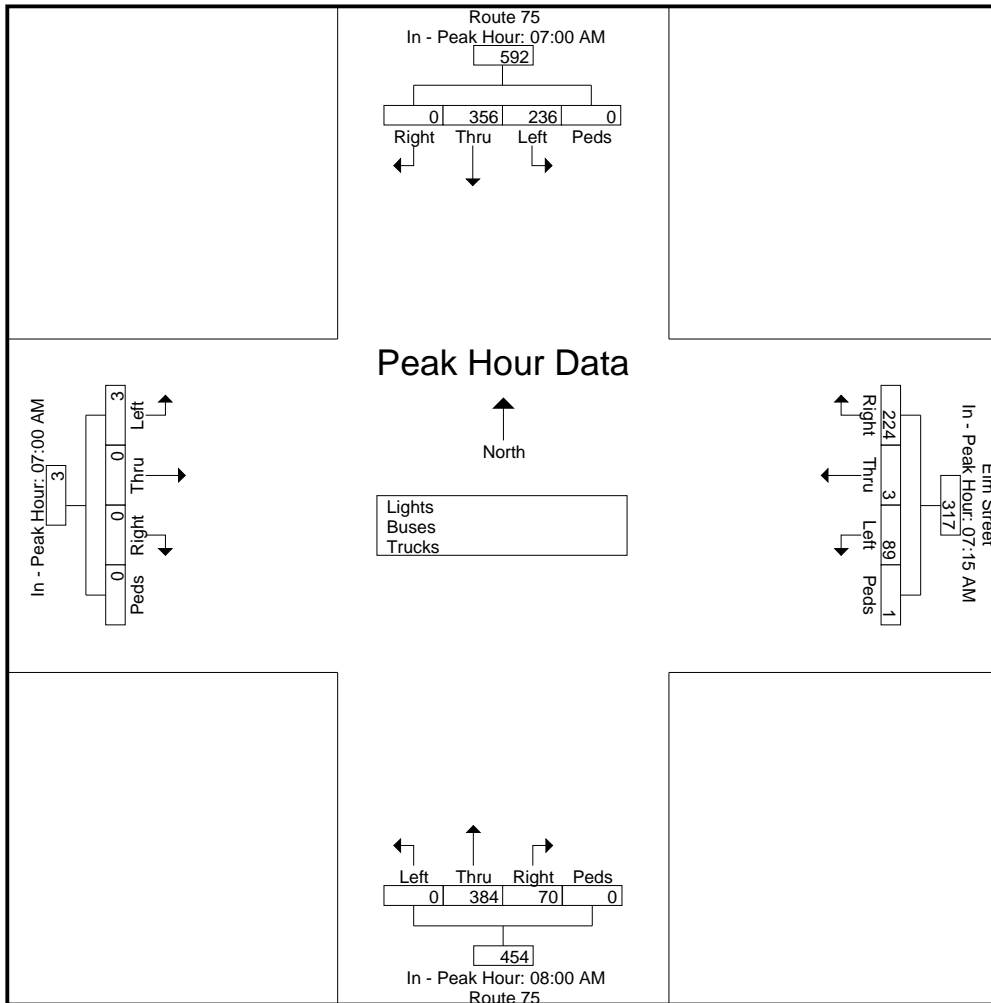 Route 75
In - Peak Hour: 07:00 AM
592
0 356 236 0
Right Thru Left Peds
Peak Hour Data
North
Lights
Buses
Trucks
In - Peak Hour: 07:00 AM
3
3 0 0 0
Left Thru Right Peds
Elm Street
In - Peak Hour: 07:15 AM
317
224 3 89 1
Right Thru Left Peds
Left Thru Right Peds
0 384 70 0
454
In - Peak Hour: 08:00 AM
Route 75